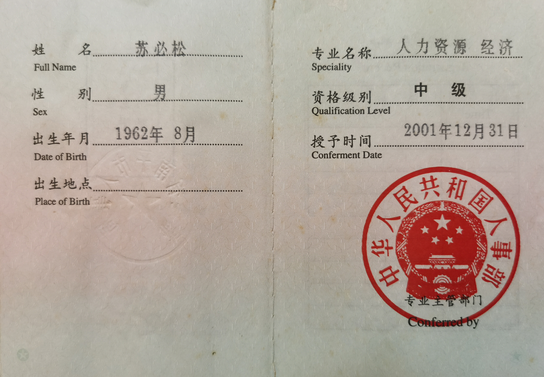 姓 名 苏必松
Full Name
性 别 男
Sex
出生年月 1962年 8月
Date of Birth
出生地点
Place of Birth
专业名称 人力资源 经济
Speciality
资格级别 中 级
Qualification Level
授予时间 2001年12月31日
Conferment Date
中华人民共和国人事部
专业主管部门
Conferred by